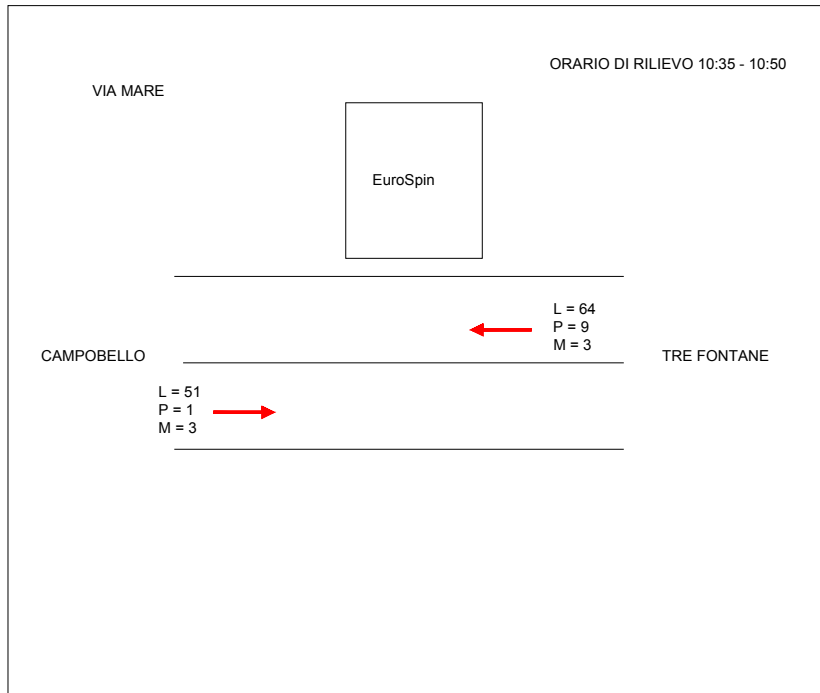 ORARIO DI RILIEVO 10:35 - 10:50
VIA MARE
EuroSpin
L = 64
P = 9
M = 3
CAMPOBELLO
TRE FONTANE
L = 51
P = 1
M = 3